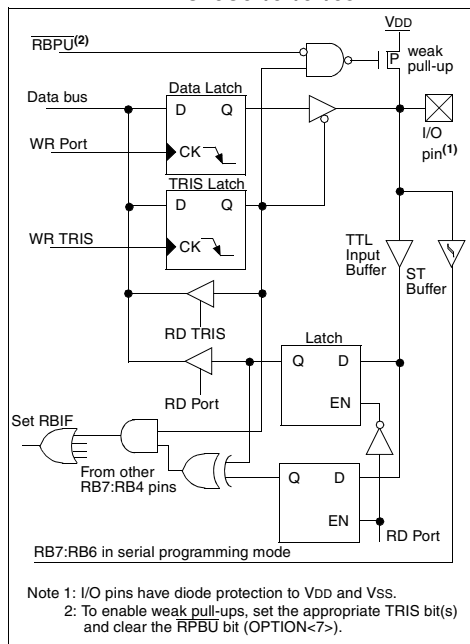 VDD
RBPU(2)
P
weak
pull-up
Data Latch
Data bus
D Q
I/O
pin(1)
WR Port
CK
TRIS Latch
D Q
WR TRIS
CK
TTL
Input
Buffer
ST
Buffer
RD TRIS
Latch
Q D
RD Port
EN
Set RBIF
From other
RB7:RB4 pins
Q D
EN
RD Port
RB7:RB6 in serial programming mode
Note 1: I/O pins have diode protection to VDD and VSS.
2: To enable weak pull-ups, set the appropriate TRIS bit(s)
and clear the RPBU bit (OPTION<7>).